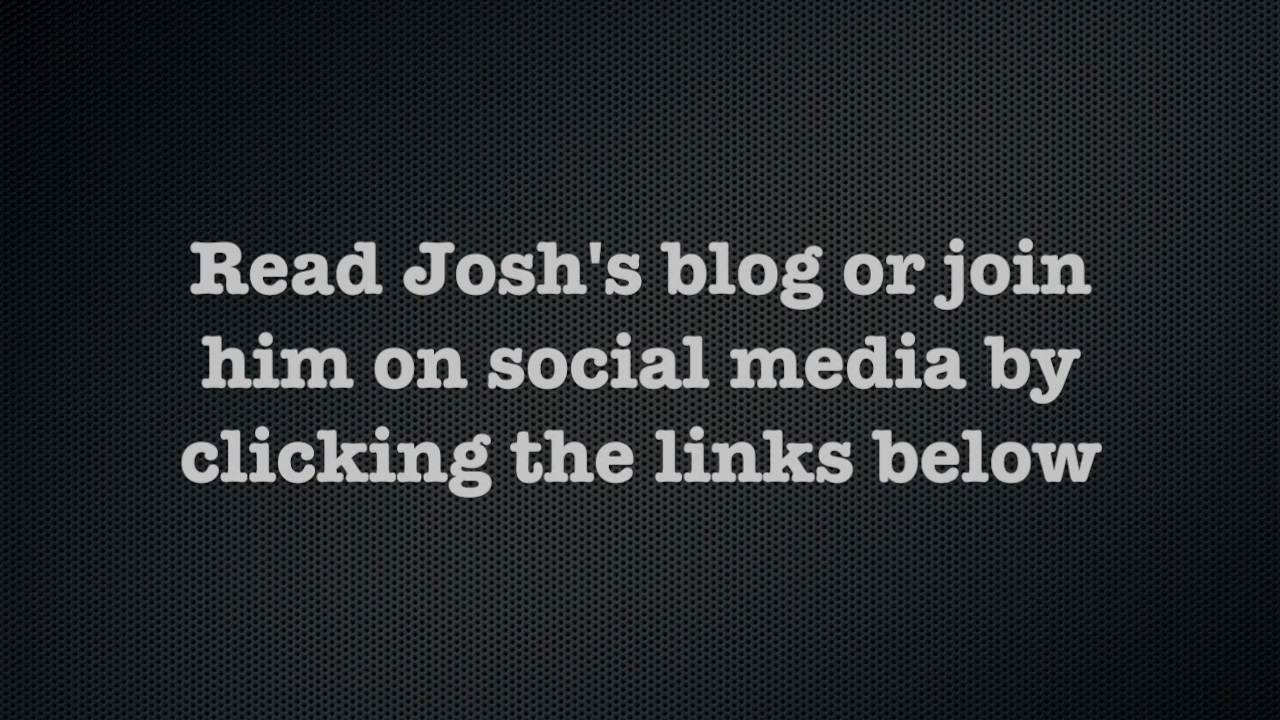 Read Josh's blog or join
him on social media by
clicking the links below